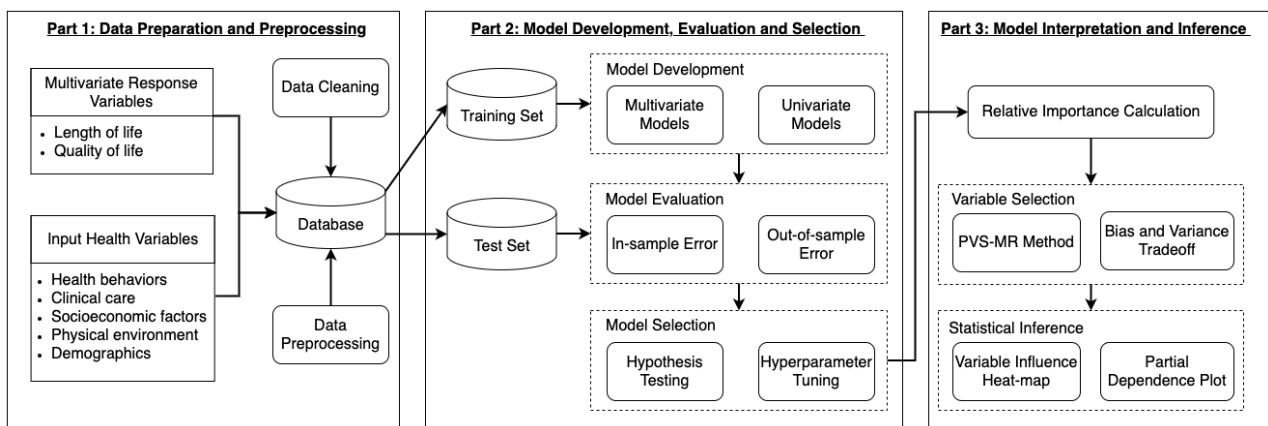 Part 1: Data Preparation and Preprocessing
Multivariate Response
Variables
Length of life
Quality of life
Data Cleaning
Input Health Variables
Health behaviors
Clinical care
Socioeconomic factors
Physical environment
Demographics
Database
Data
Preprocessing
Part 2: Model Development, Evaluation and Selection
Training Set
Test Set
Model Development
Multivariate
Models
Univariate
Models
Model Evaluation
In-sample Error
Out-of-sample
Error
Model Selection
Hypothesis
Testing
Hyperparameter
Tuning
Part 3: Model Interpretation and Inference
Relative Importance Calculation
Variable Selection
PVS-MR Method
Bias and Variance
Tradeoff
Statistical Inference
Variable Influence
Heat-map
Partial
Dependence Plot